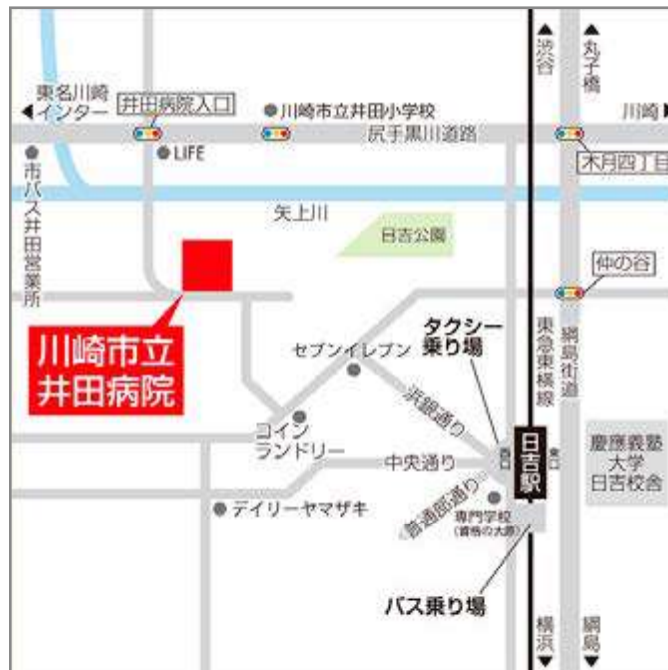 渋谷
丸子橋
東名川崎
インター
井田病院入口
川崎市立井田小学校
川崎
尻手黒川道路
LIFE
木月四丁目
市バス井田営業所
矢上川
日吉公園
仲の谷
川崎市立
井田病院
タクシー
乗り場
セブンイレブン
東急東横線
綱島街道
浜銀通り
コイン
ランドリー
中央通り
西口
日吉駅
東口
慶應義塾
大学
日吉校舎
普通部通り
デイリーヤマザキ
専門学校
(資格の大原)
バス乗り場
横浜
綱島